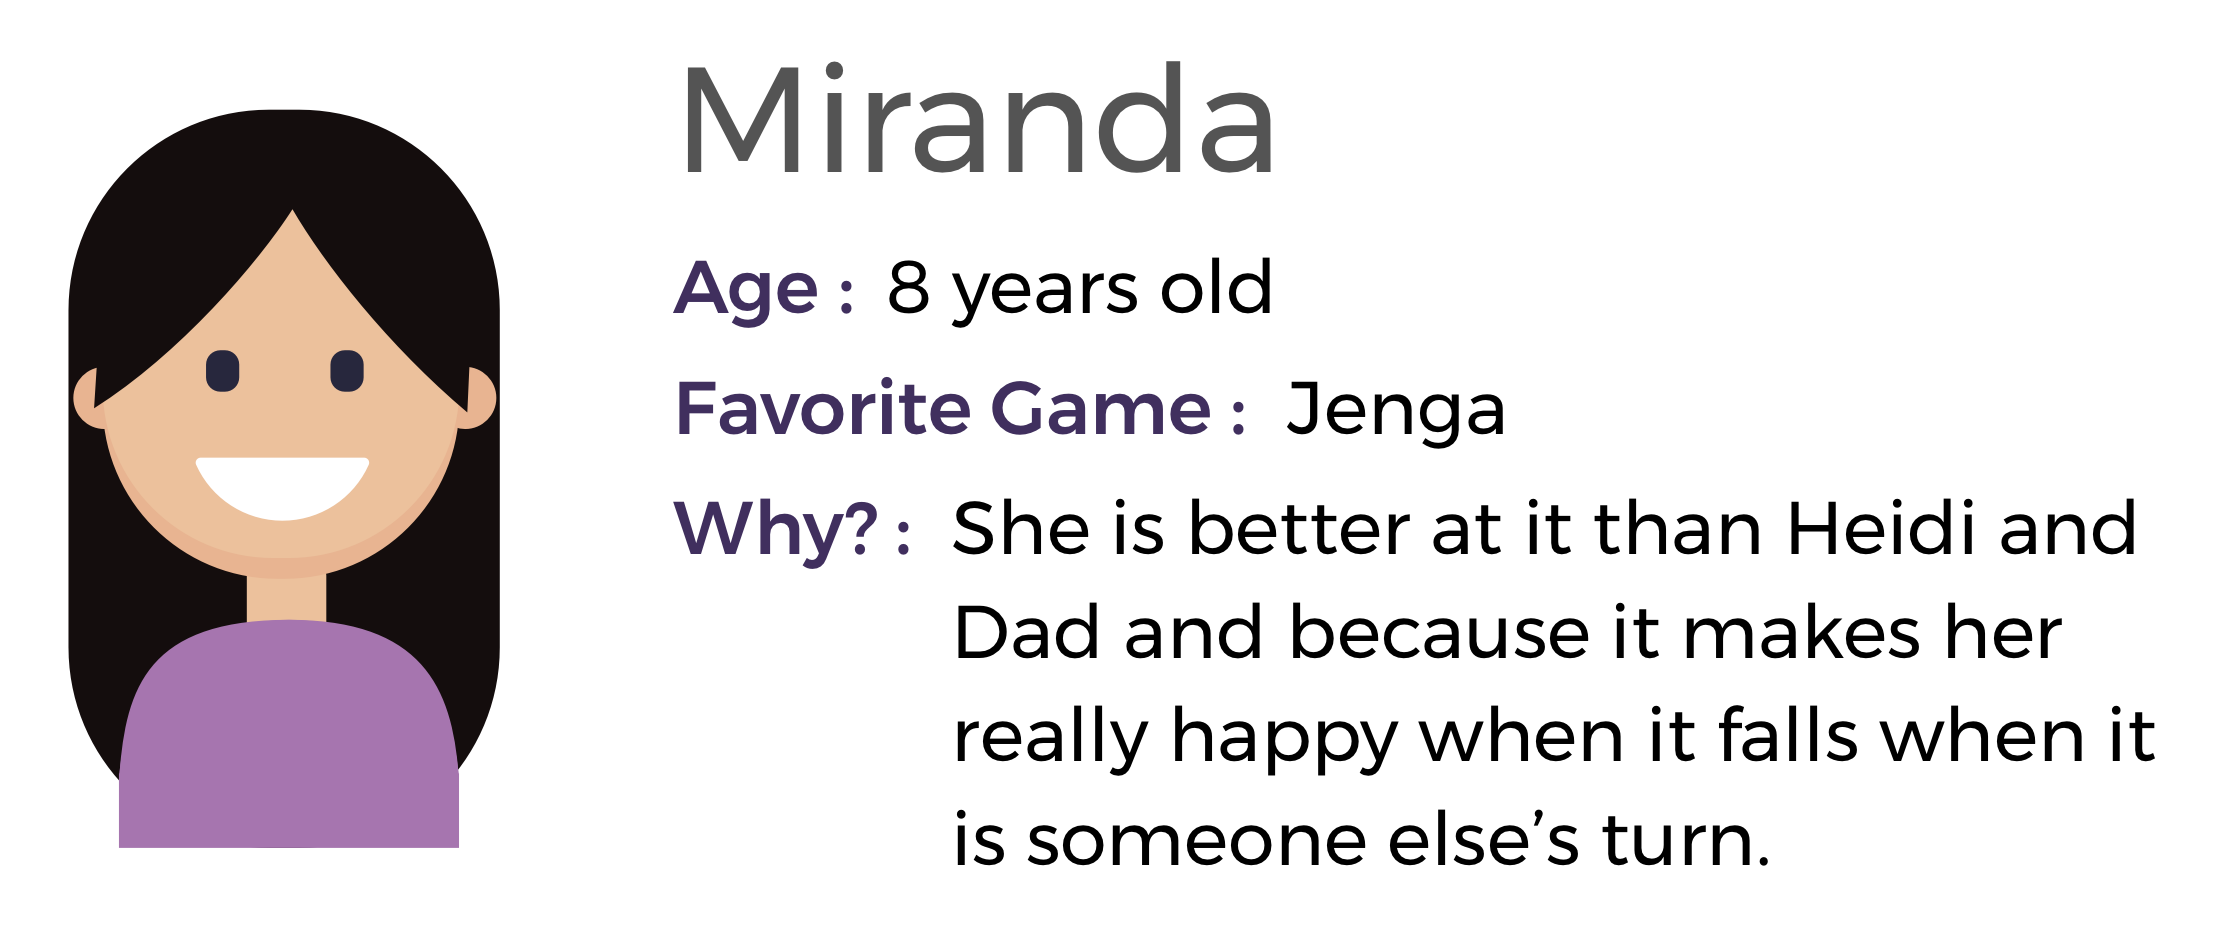 Miranda
Age : 8 years old
Favorite Game : Jenga
Why? : She is better at it than Heidi and
Dad and because it makes her
really happy when it falls when it
is someone else’s turn.